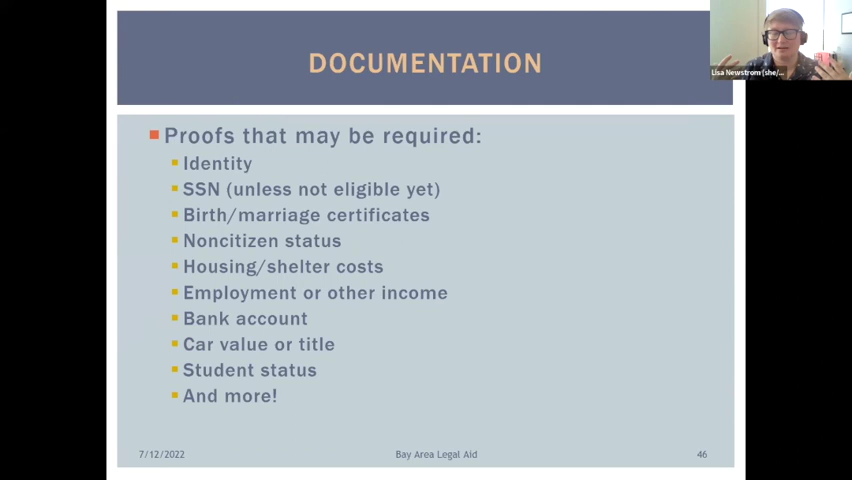 DOCUMENTATION
Lisa Newstrom (she/...
Proofs that may be required:
Identity
SSN (unless not eligible yet)
Birth/marriage certificates
Noncitizen status
Housing/shelter costs
Employment or other income
Bank account
Car value or title
Student status
And more!
7/12/2022 Bay Area Legal Aid 46